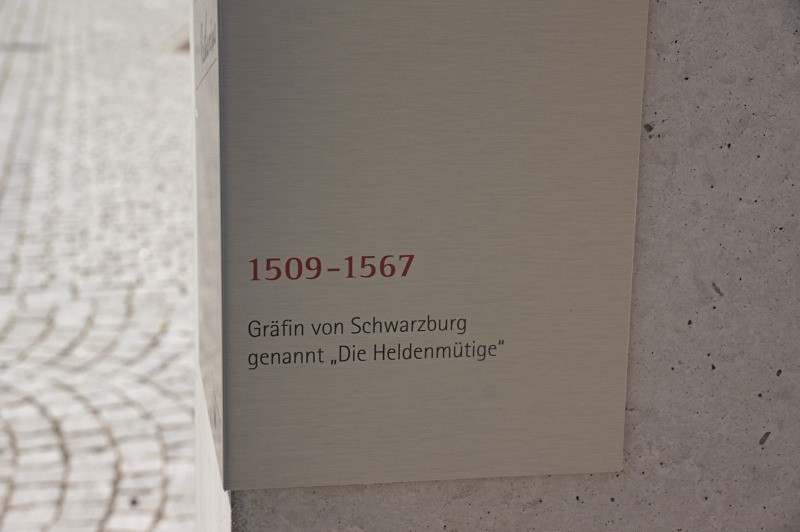 1509–1567
Gräfin von Schwarzburg
genannt „Die Heldenmütige“